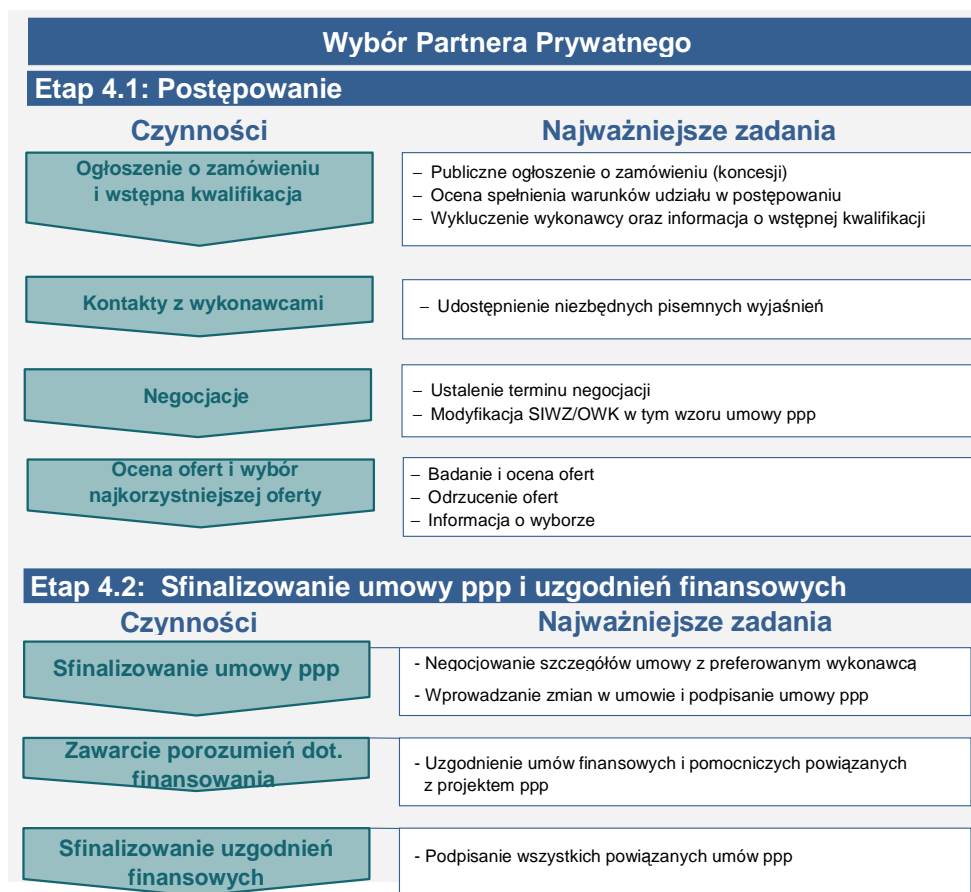 Wybór Partnera Prywatnego
Etap 4.1: Postępowanie
Czynności
Najważniejsze zadania
Ogłoszenie o zamówieniu
i wstępna kwalifikacja
– Publiczne ogłoszenie o zamówieniu (koncesji)
– Ocena spełnienia warunków udziału w postępowaniu
– Wykluczenie wykonawcy oraz informacja o wstępnej kwalifikacji
Kontakty z wykonawcami
– Udostępnienie niezbędnych pisemnych wyjaśnień
Negocjacje
– Ustalenie terminu negocjacji
– Modyfikacja SIWZ/OWK w tym wzoru umowy ppp
Ocena ofert i wybór
najkorzystniejszej oferty
– Badanie i ocena ofert
– Odrzucenie ofert
– Informacja o wyborze
Etap 4.2: Sfinalizowanie umowy ppp i uzgodnień finansowych
Czynności
Najważniejsze zadania
Sfinalizowanie umowy ppp
- Negocjowanie szczegółów umowy z preferowanym wykonawcą
- Wprowadzanie zmian w umowie i podpisanie umowy ppp
Zawarcie porozumień dot.
finansowania
- Uzgodnienie umów finansowych i pomocniczych powiązanych
z projektem ppp
Sfinalizowanie uzgodnień
finansowych
- Podpisanie wszystkich powiązanych umów ppp